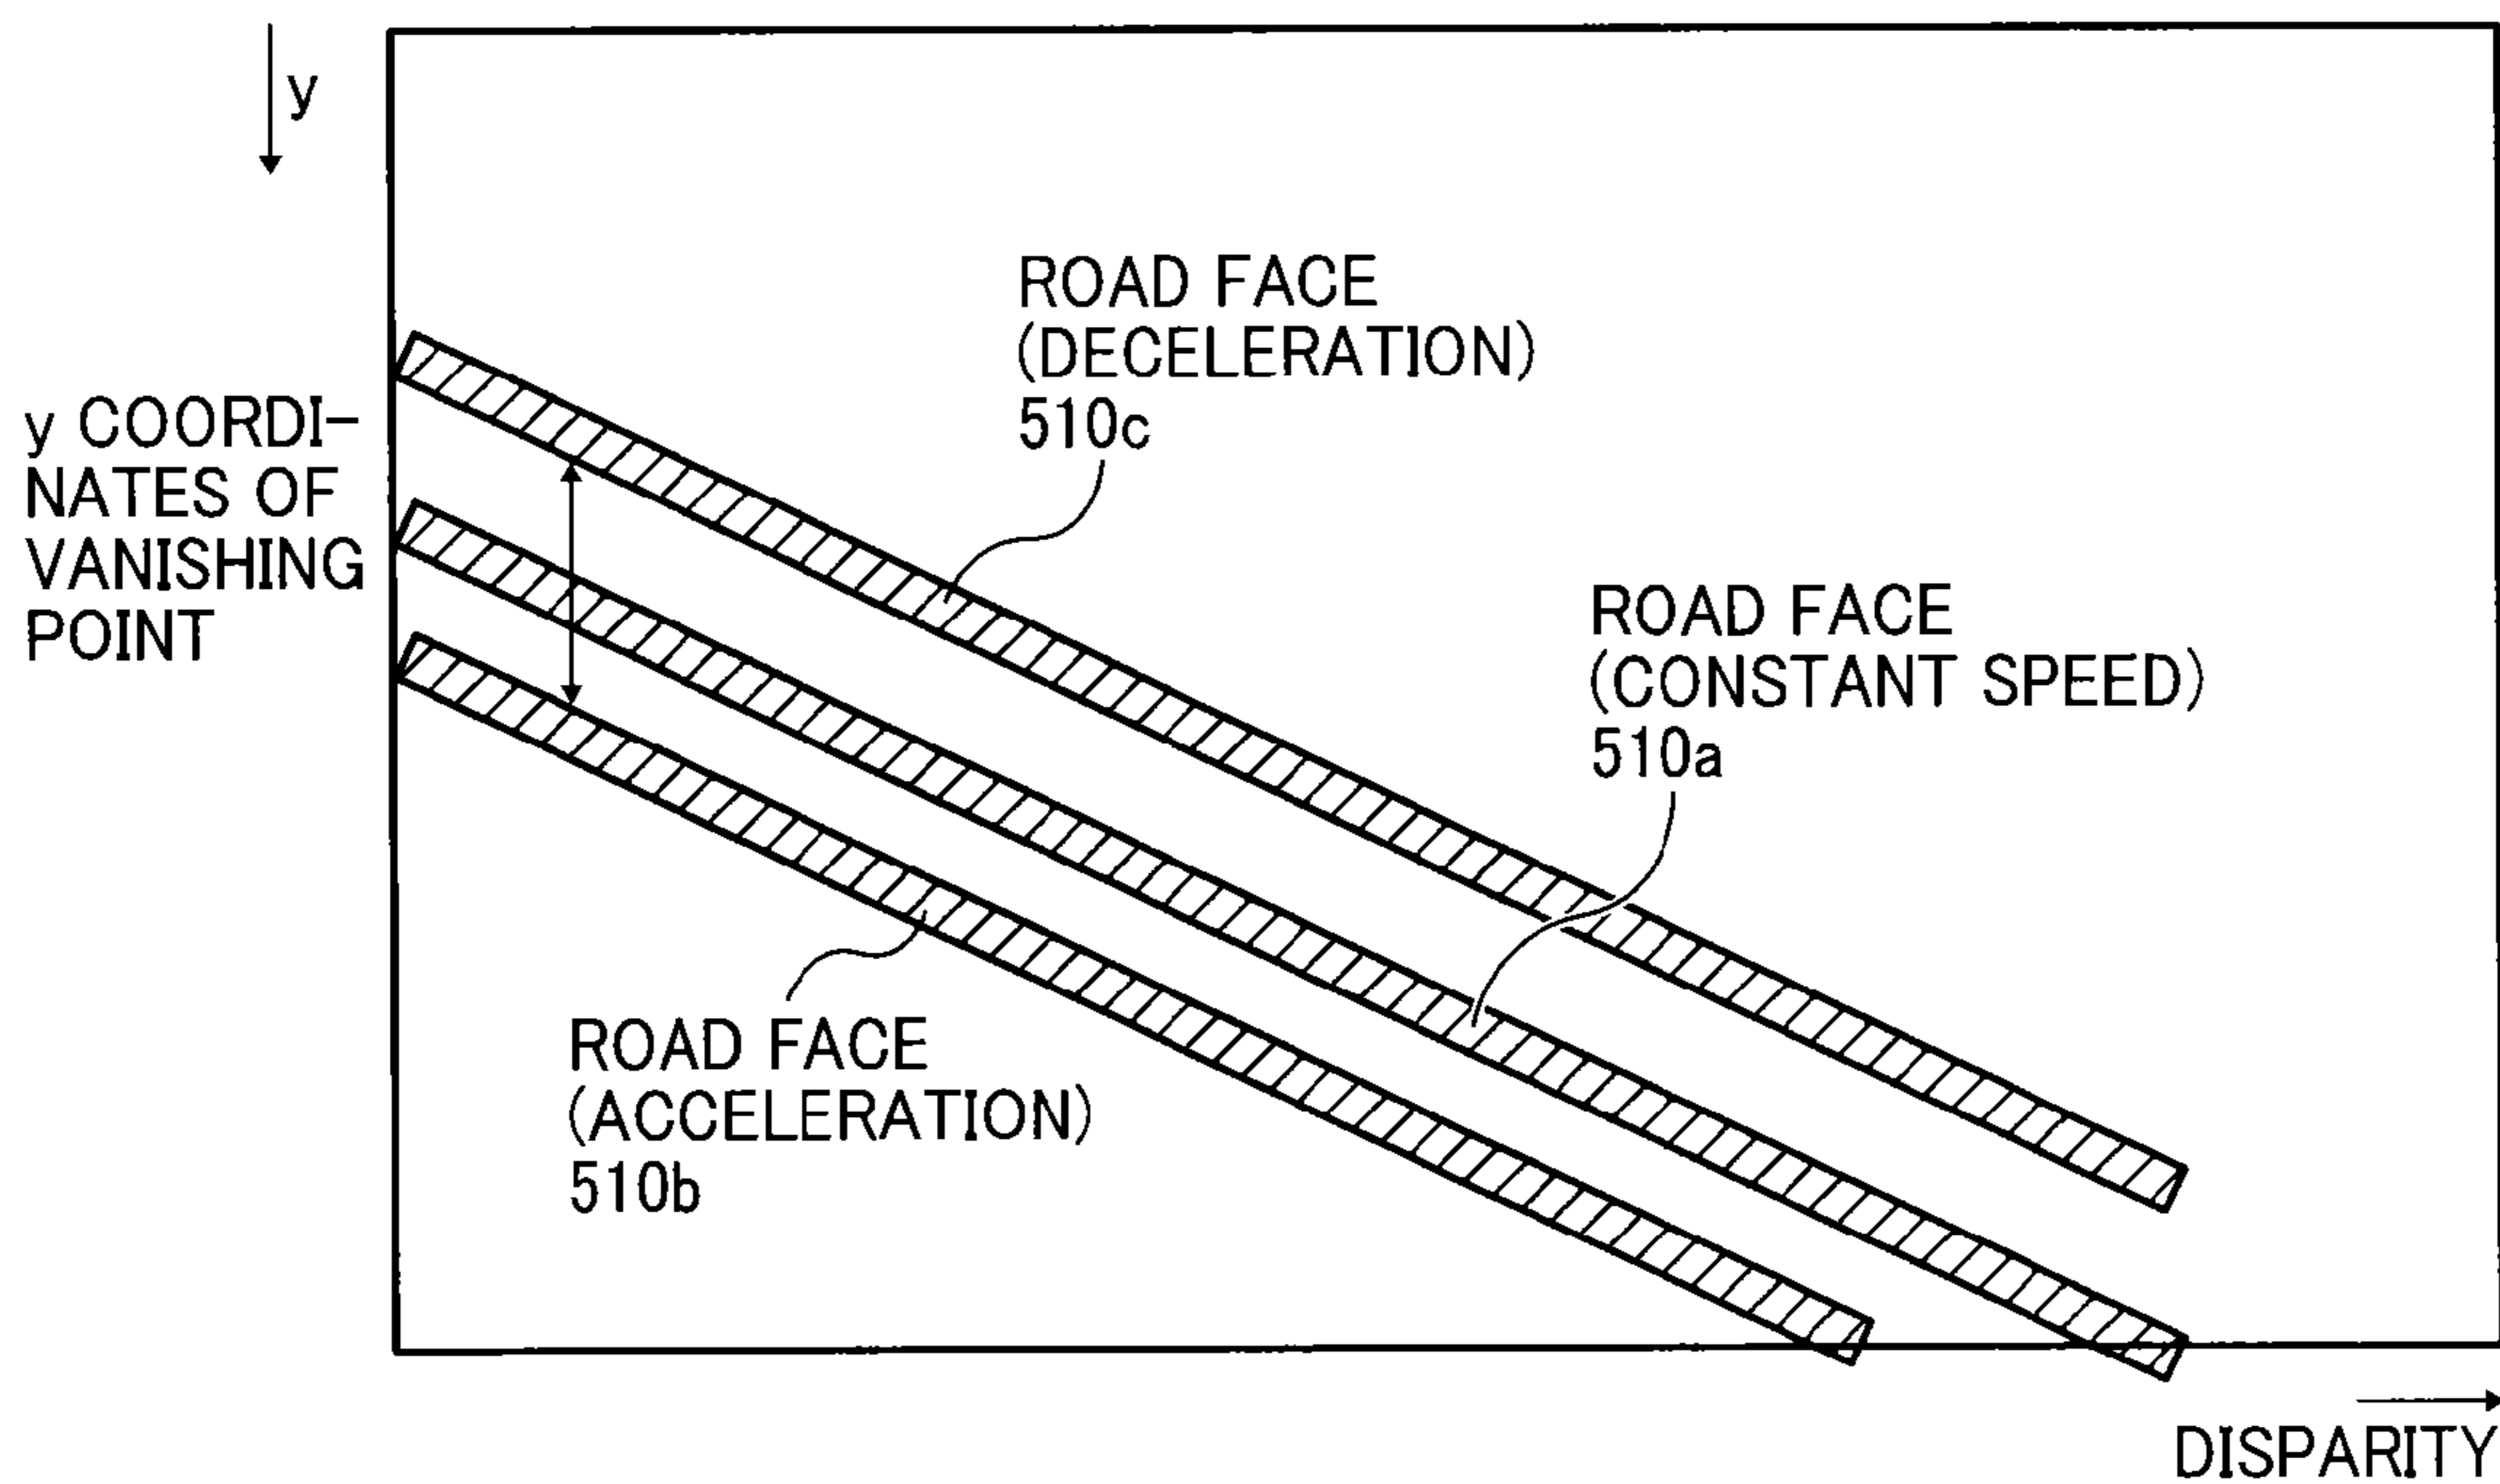 y
ROAD FACE
(DECELERATION)
510c
y COORDI-
NATES OF
VANISHING
POINT
ROAD FACE
(CONSTANT SPEED)
510a
ROAD FACE
(ACCELERATION)
510b
DISPARITY